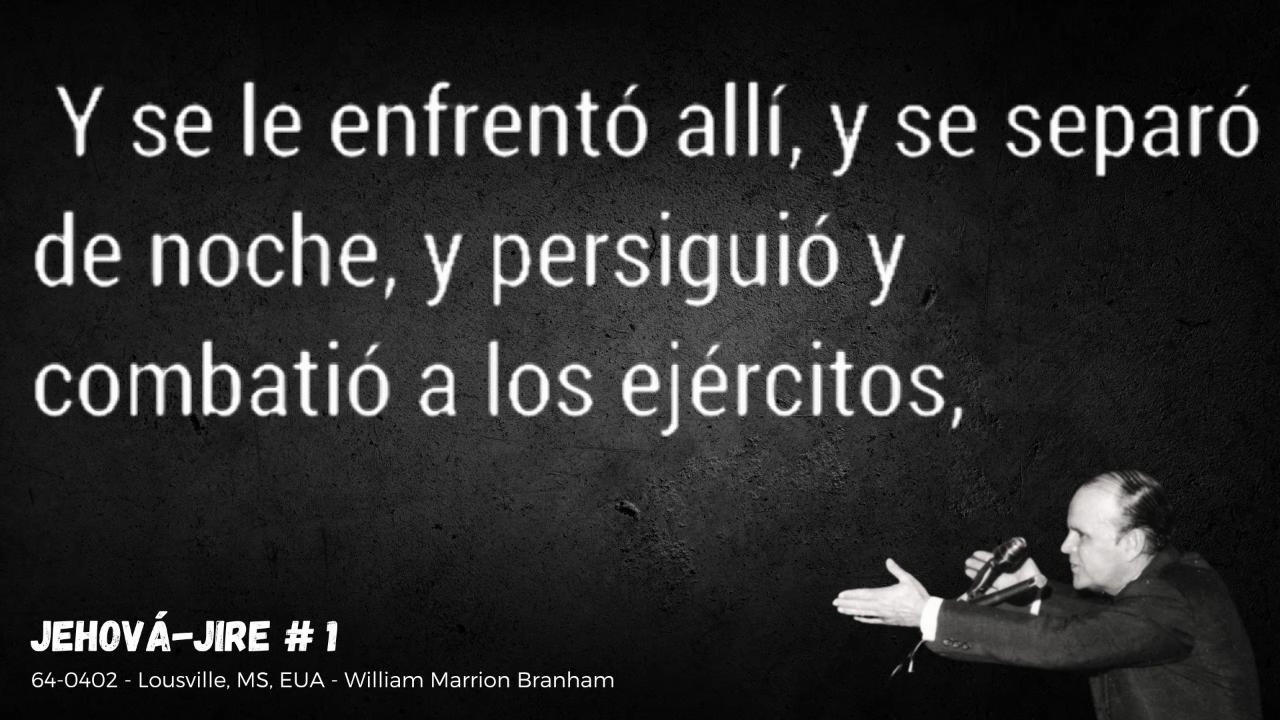 Y se le enfrentó allí, y se separó
de noche, y persiguió y
combatió a los ejércitos,
JEHOVÁ-JIRE # 1
64-0402 - Lousville, MS, EUA - William Marrion Branham